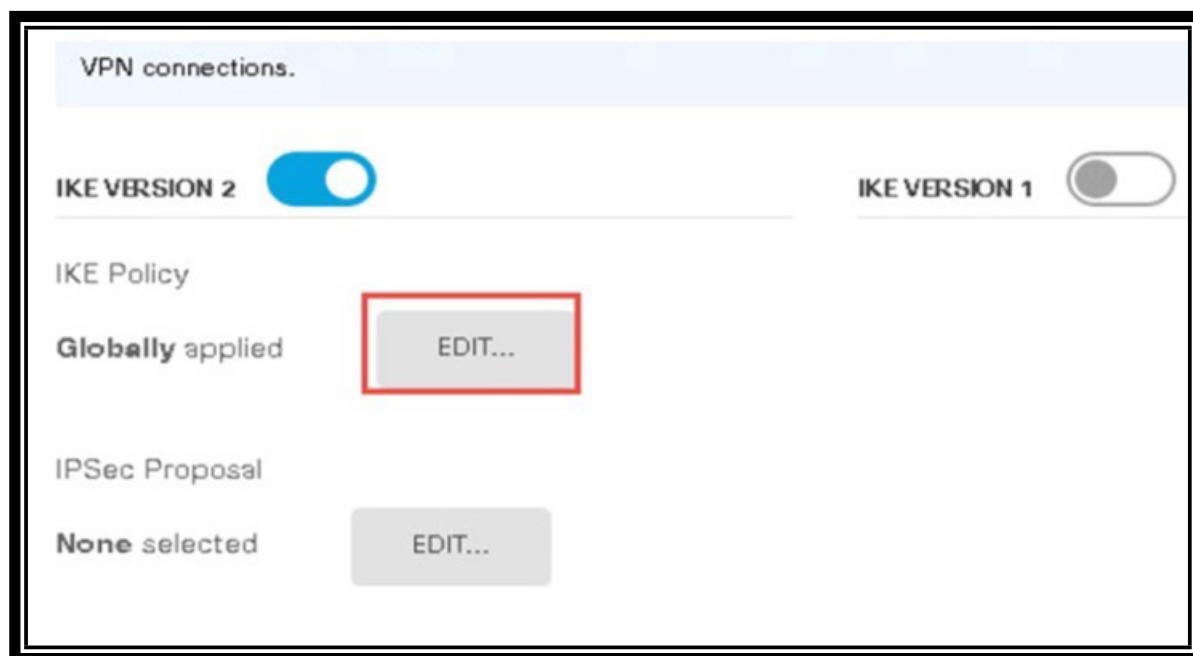 VPN connections.
IKE VERSION 2
IKE VERSION 1
IKE Policy
Globally applied
EDIT...
IPSec Proposal
None selected
EDIT...